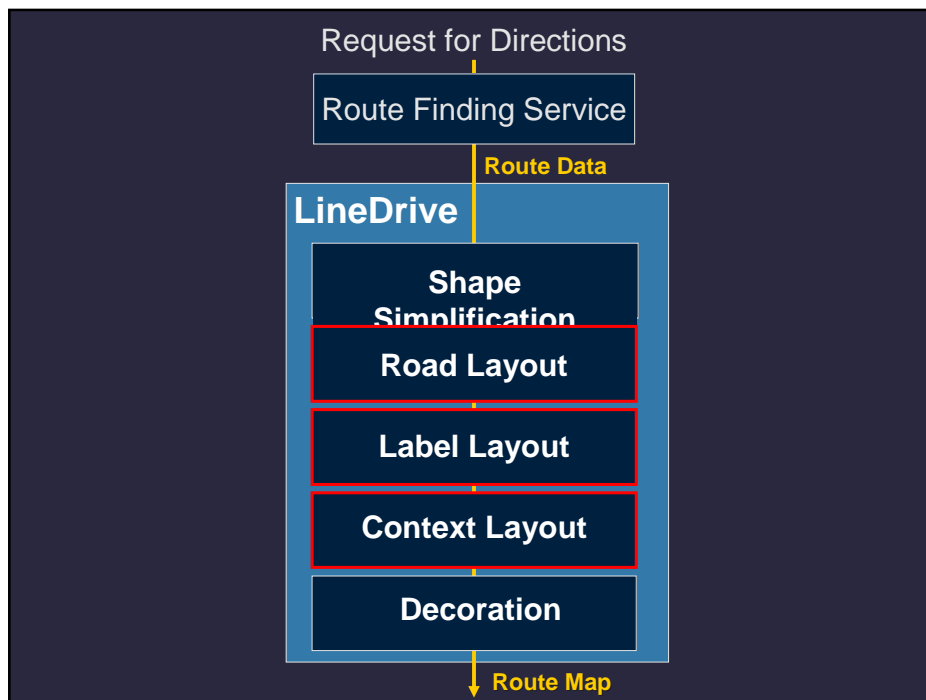 Request for Directions
Route Finding Service
Route Data
LineDrive
Shape
Simplification
Road Layout
Label Layout
Context Layout
Decoration
Route Map